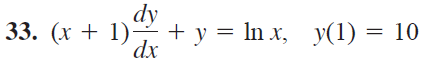 33. (x + 1) dy/dx + y = ln x, y(1) = 10